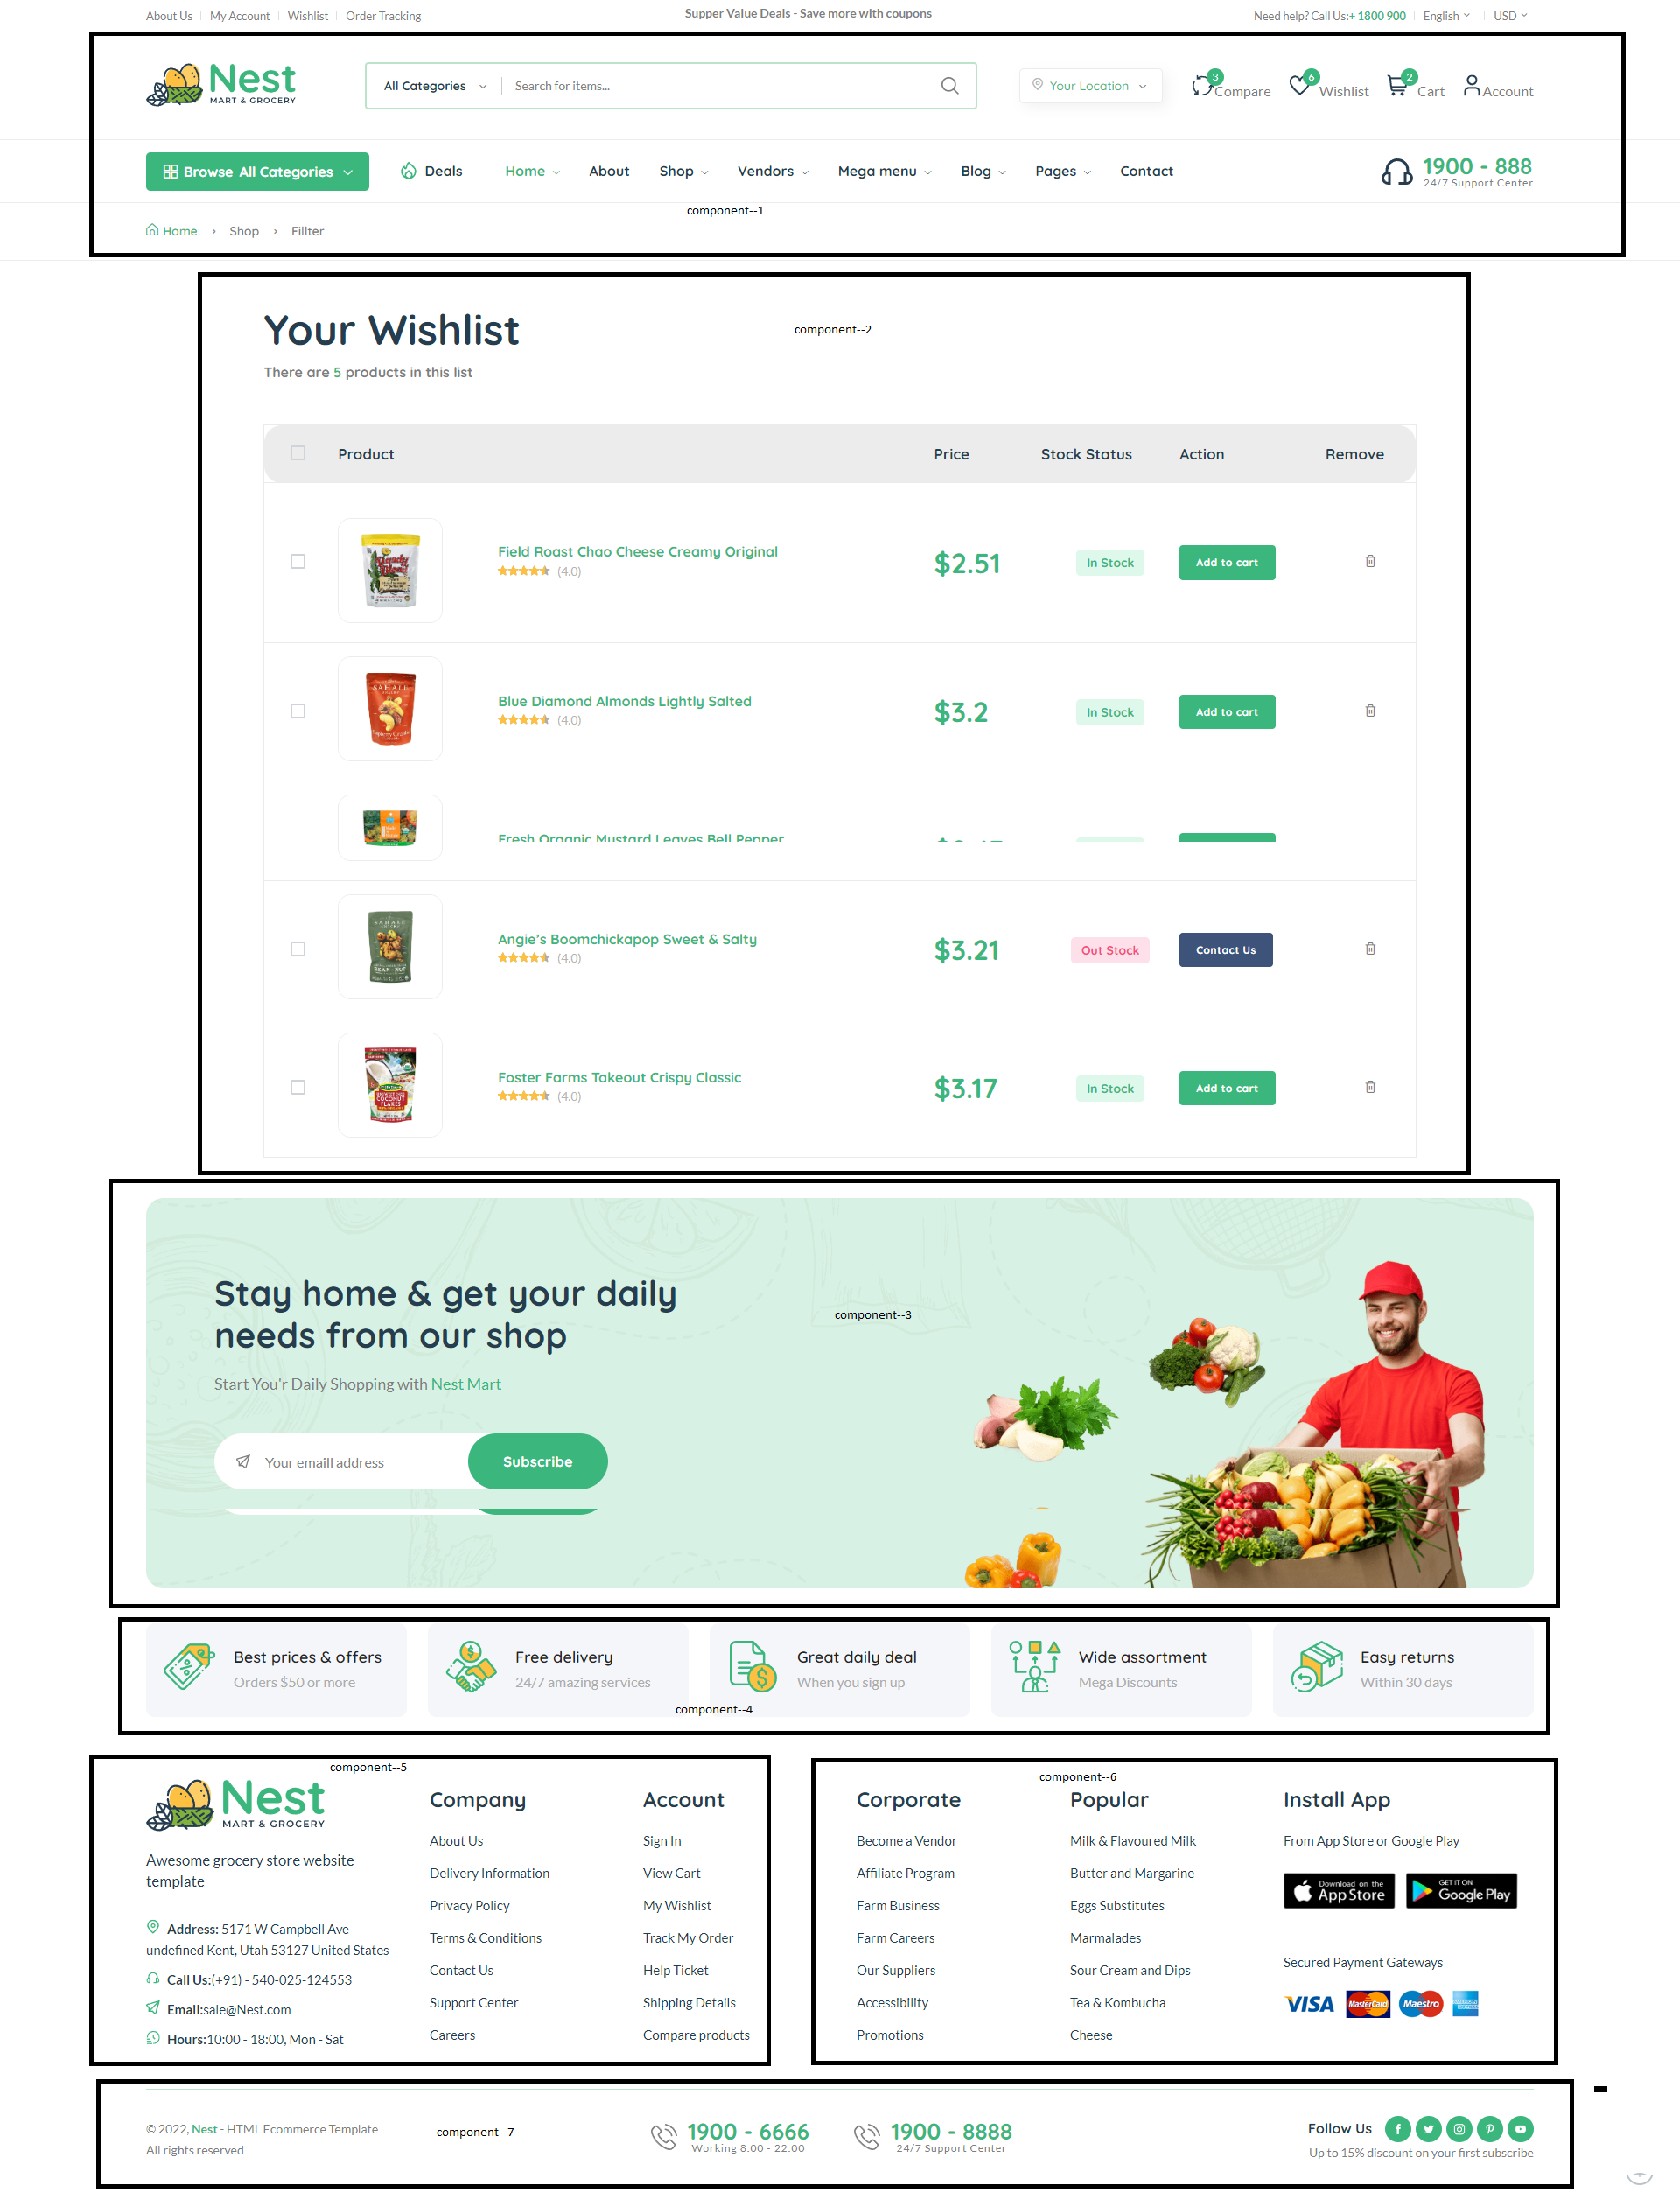 About Us My Account Wishlist Order Tracking
Supper Value Deals - Save more with coupons
Need help? Call Us:+ 1800 900 English USD
Nest
MART & GROCERY
All Categories Search for items...
Your Location
3 Compare 6 Wishlist 2 Cart Account
Browse All Categories
Deals Home About Shop Vendors Mega menu Blog Pages Contact
1900 - 888
24/7 Support Center
component--1
Home › Shop › Fillter
Your Wishlist
component--2
There are 5 products in this list
Product Price Stock Status Action Remove
Field Roast Chao Cheese Creamy Original
(4.0)
$2.51 In Stock Add to cart
SAHALE
Blue Diamond Almonds Lightly Salted
(4.0)
$3.2 In Stock Add to cart
Fresh Organic Mustard Leaves Bell Pepper
SAHALE
BEAN + NUT
Angie's Boomchickapop Sweet & Salty
(4.0)
$3.21 Out Stock Contact Us
COCONUT
FLAKES
Foster Farms Takeout Crispy Classic
(4.0)
$3.17 In Stock Add to cart
Stay home & get your daily
needs from our shop
component--3
Start You'r Daily Shopping with Nest Mart
Your emaill address Subscribe
Best prices & offers
Orders $50 or more
Free delivery
24/7 amazing services
Great daily deal
When you sign up
Wide assortment
Mega Discounts
Easy returns
Within 30 days
component--4
component--5
Nest
MART & GROCERY
Awesome grocery store website
template
Address: 5171 W Campbell Ave
undefined Kent, Utah 53127 United States
Call Us:(+91) - 540-025-124553
Email:sale@Nest.com
Hours:10:00 - 18:00, Mon - Sat
Company
About Us
Delivery Information
Privacy Policy
Terms & Conditions
Contact Us
Support Center
Careers
Account
Sign In
View Cart
My Wishlist
Track My Order
Help Ticket
Shipping Details
Compare products
component--6
Corporate
Become a Vendor
Affiliate Program
Farm Business
Farm Careers
Our Suppliers
Accessibility
Promotions
Popular
Milk & Flavoured Milk
Butter and Margarine
Eggs Substitutes
Marmalades
Sour Cream and Dips
Tea & Kombucha
Cheese
Install App
From App Store or Google Play
Download on the
App Store
GET IT ON
Google Play
Secured Payment Gateways
VISA MasterCard Maestro
© 2022, Nest - HTML Ecommerce Template
All rights reserved
component--7
1900 - 6666
Working 8:00 - 22:00
1900 - 8888
24/7 Support Center
Follow Us
Up to 15% discount on your first subscribe